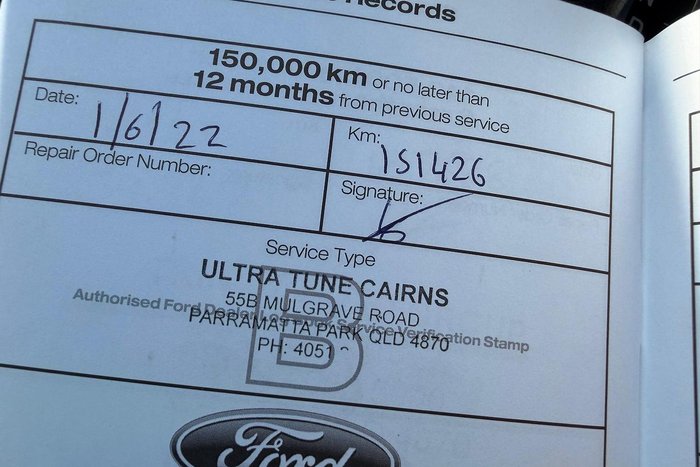 Records
150,000 km or no later than
12 months from previous service
Date: 1/6/22
Km: 151426
Repair Order Number:
Signature:
Service Type
B
ULTRA TUNE CAIRNS
55B MULGRAVE ROAD
Authorised Ford Dealer Service Verification Stamp
PARRAMATTA PARK QLD 4870
PH: 4051
Ford